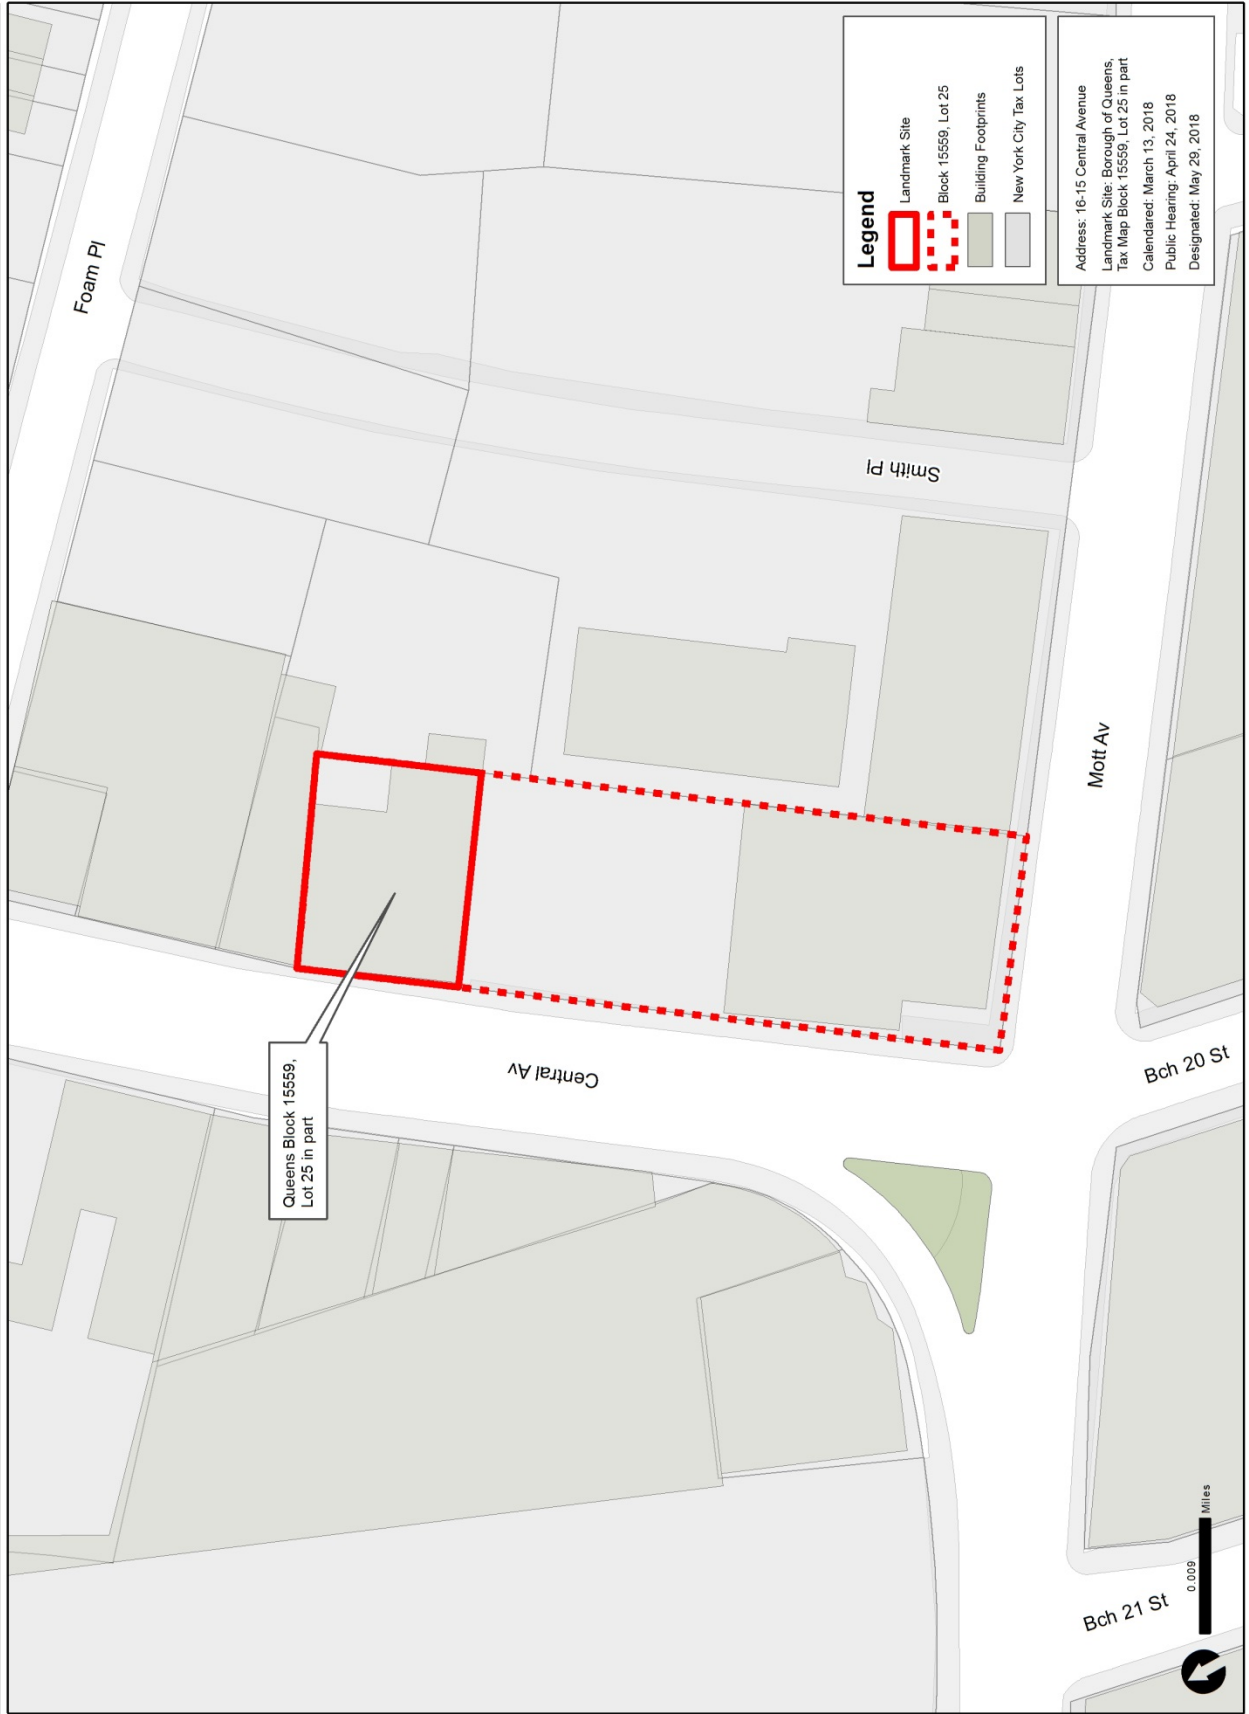 Foam Pl
Smith Pl
Mott Av
Central Av
Bch 20 St
Bch 21 St
Queens Block 15559,
Lot 25 in part
Legend
Landmark Site
Block 15559, Lot 25
Building Footprints
New York City Tax Lots
Address: 16-15 Central Avenue
Landmark Site: Borough of Queens,
Tax Map Block 15559, Lot 25 in part
Calendared: March 13, 2018
Public Hearing: April 24, 2018
Designated: May 29, 2018
0.009
Miles